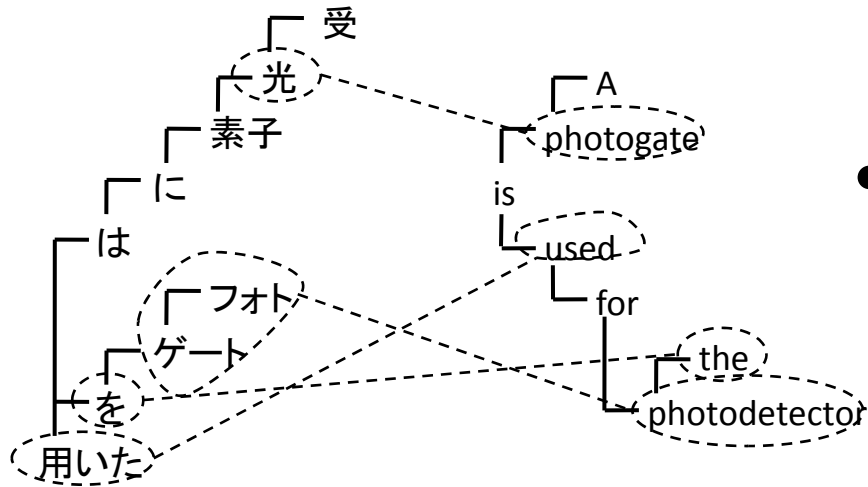 受
光
素子
に
は
フォト
ゲート
を
用いた
A
photogate
is
used
for
the
photodetector